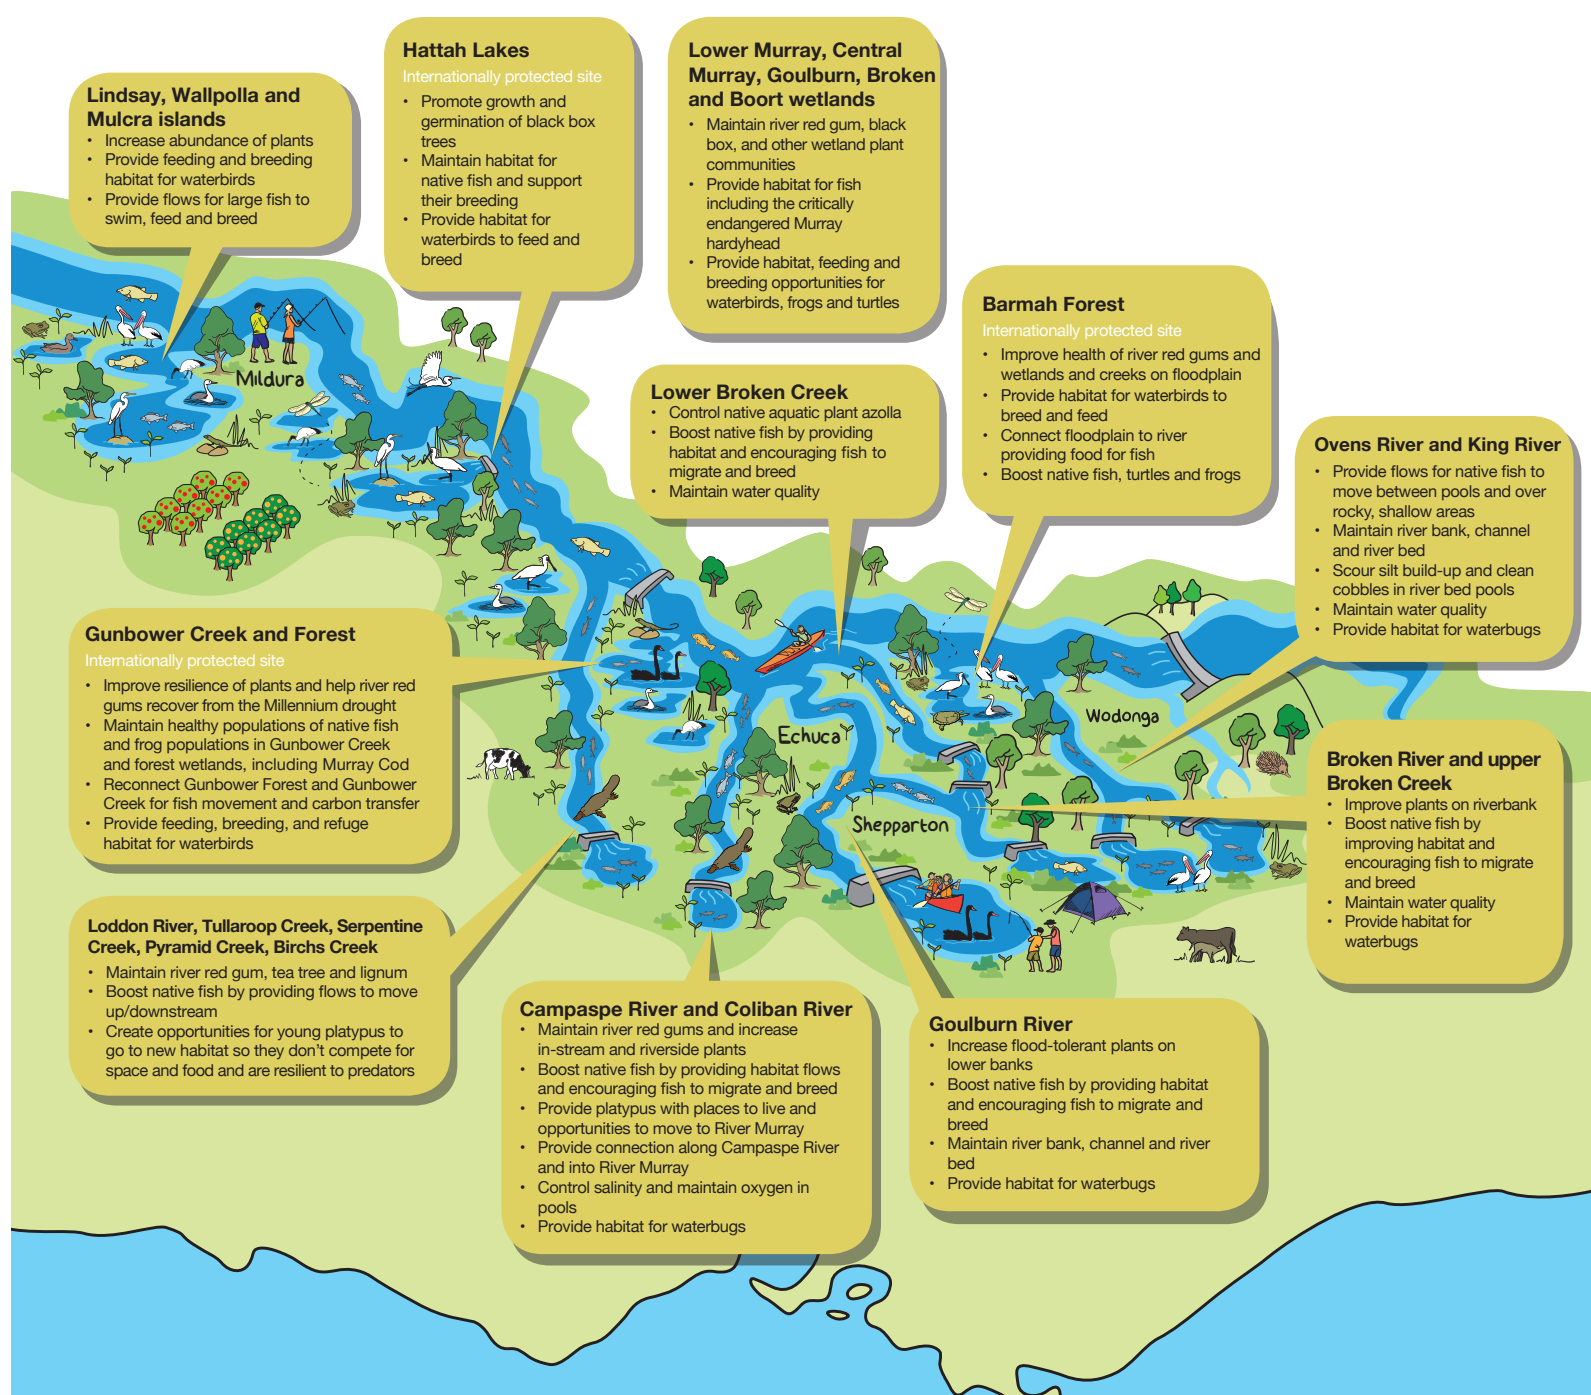 Lindsay, Wallpolla and
Mulcra islands
• Increase abundance of plants
• Provide feeding and breeding
habitat for waterbirds
• Provide flows for large fish to
swim, feed and breed
Hattah Lakes
Internationally protected site
• Promote growth and
germination of black box
trees
• Maintain habitat for
native fish and support
their breeding
• Provide habitat for
waterbirds to feed and
breed
Lower Murray, Central
Murray, Goulburn, Broken
and Boort wetlands
• Maintain river red gum, black
box, and other wetland plant
communities
• Provide habitat for fish
including the critically
endangered Murray
hardyhead
• Provide habitat, feeding and
breeding opportunities for
waterbirds, frogs and turtles
Barmah Forest
Internationally protected site
• Improve health of river red gums and
wetlands and creeks on floodplain
• Provide habitat for waterbirds to
breed and feed
• Connect floodplain to river
providing food for fish
• Boost native fish, turtles and frogs
Lower Broken Creek
• Control native aquatic plant azolla
• Boost native fish by providing
habitat and encouraging fish to
migrate and breed
• Maintain water quality
Ovens River and King River
• Provide flows for native fish to
move between pools and over
rocky, shallow areas
• Maintain river bank, channel
and river bed
• Scour silt build-up and clean
cobbles in river bed pools
• Maintain water quality
• Provide habitat for waterbugs
Mildura
Gunbower Creek and Forest
Internationally protected site
• Improve resilience of plants and help river red
gums recover from the Millennium drought
• Maintain healthy populations of native fish
and frog populations in Gunbower Creek
and forest wetlands, including Murray Cod
• Reconnect Gunbower Forest and Gunbower
Creek for fish movement and carbon transfer
• Provide feeding, breeding, and refuge
habitat for waterbirds
Echuca
Wodonga
Shepparton
Broken River and upper
Broken Creek
• Improve plants on riverbank
• Boost native fish by
improving habitat and
encouraging fish to migrate
and breed
• Maintain water quality
• Provide habitat for
waterbugs
Loddon River, Tullaroop Creek, Serpentine
Creek, Pyramid Creek, Birchs Creek
• Maintain river red gum, tea tree and lignum
• Boost native fish by providing flows to move
up/downstream
• Create opportunities for young platypus to
go to new habitat so they don’t compete for
space and food and are resilient to predators
Campaspe River and Coliban River
• Maintain river red gums and increase
in-stream and riverside plants
• Boost native fish by providing habitat flows
and encouraging fish to migrate and breed
• Provide platypus with places to live and
opportunities to move to River Murray
• Provide connection along Campaspe River
and into River Murray
• Control salinity and maintain oxygen in
pools
• Provide habitat for waterbugs
Goulburn River
• Increase flood-tolerant plants on
lower banks
• Boost native fish by providing habitat
and encouraging fish to migrate and
breed
• Maintain river bank, channel and river
bed
• Provide habitat for waterbugs